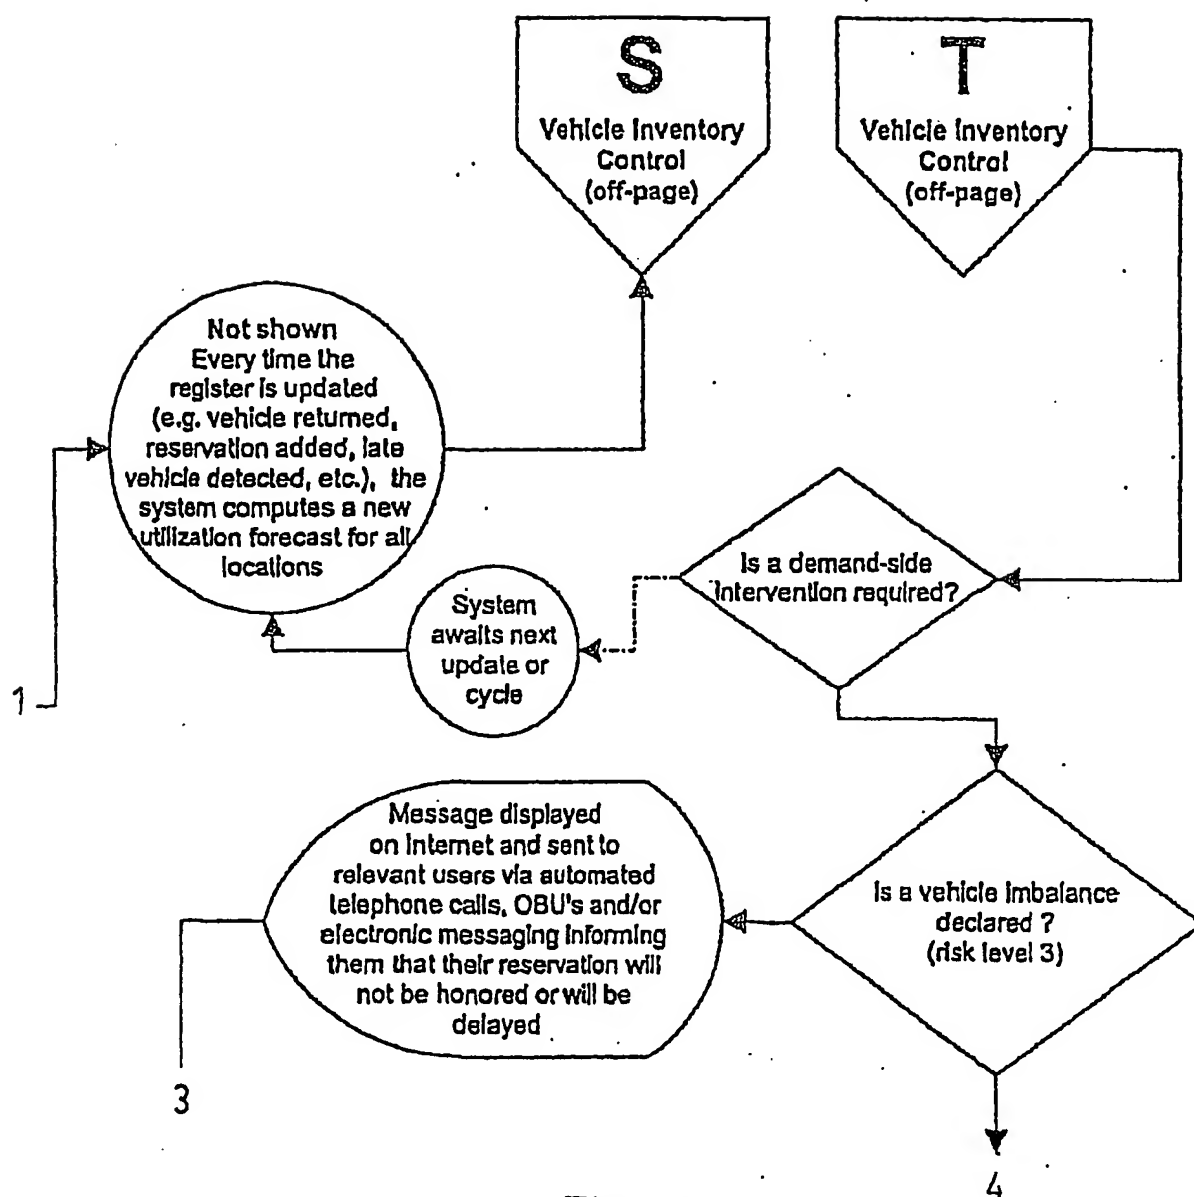 S
Vehicle Inventory
Control
(off-page)
T
Vehicle Inventory
Control
(off-page)
Not shown
Every time the
register is updated
(e.g. vehicle returned,
reservation added, late
vehicle detected, etc.), the
system computes a new
utilization forecast for all
locations
Is a demand-side
intervention required?
System
awaits next
update or
cycle
1
Message displayed
on Internet and sent to
relevant users via automated
telephone calls, OBU's and/or
electronic messaging informing
them that their reservation will
not be honored or will be
delayed
Is a vehicle imbalance
declared ?
(risk level 3)
3
4